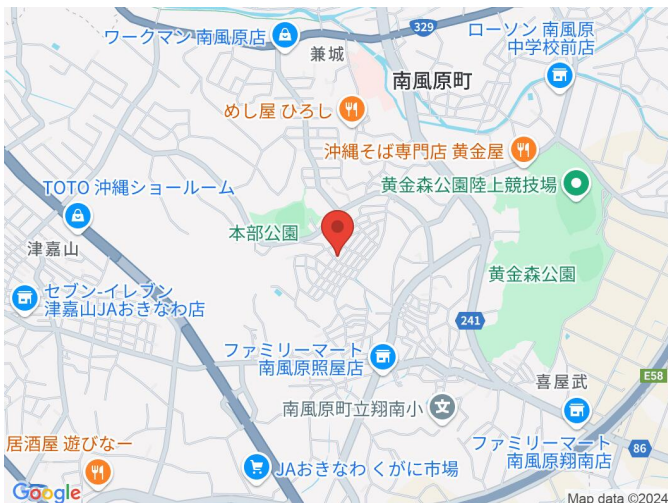 ワークマン 南風原店
329
ローソン 南風原
中学校前店
兼城
南風原町
めし屋 ひろし
沖縄そば専門店 黄金屋
TOTO 沖縄ショールーム
黄金森公園陸上競技場
本部公園
津嘉山
黄金森公園
セブン-イレブン
津嘉山JAおきなわ店
241
ファミリーマート
南風原照屋店
E58
喜屋武
南風原町立翔南小
文
居酒屋 遊びなー
ファミリーマート
南風原翔南店
86
JAおきなわ くがに市場
Google
Map data ©2024